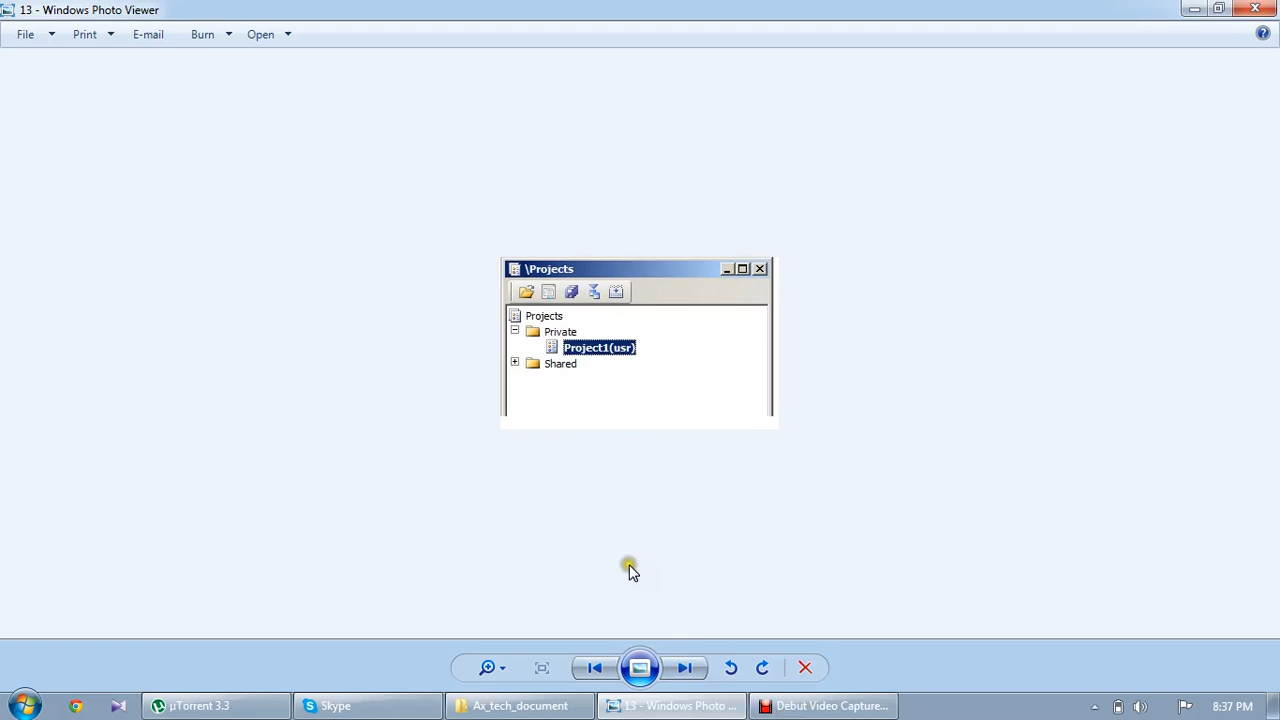 13 - Windows Photo Viewer
File Print E-mail Burn Open
\Projects
Projects
Private
Project1(usr)
Shared
µTorrent 3.3 Skype Ax_tech_document 13 - Windows Photo ... Debut Video Capture... 8:37 PM